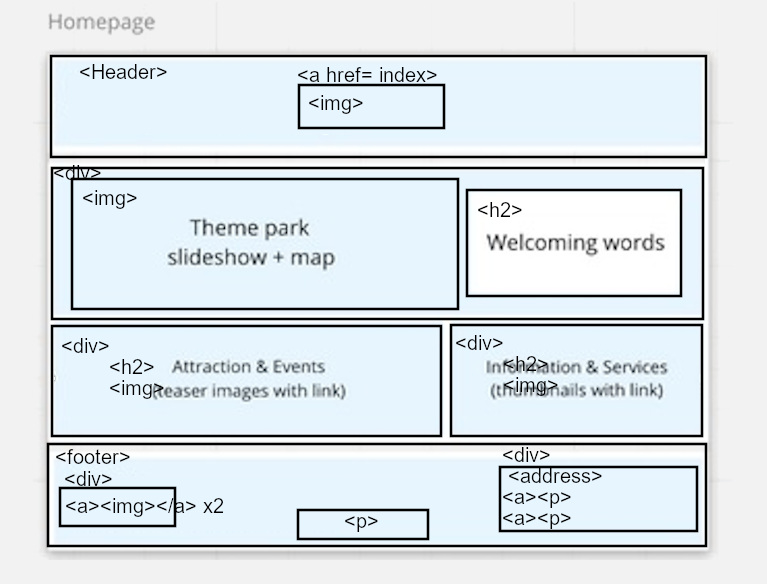 Homepage
<Header>
<a href= index>
<img>
<div>
<img>
Theme park
slideshow + map
<h2>
Welcoming words
<div>
<h2>
<img>
Attraction & Events
(teaser images with link)
<div>
<h2>
<img>
Information & Services
(thumbnails with link)
<footer>
<div>
<a><img></a> x2
<p>
<div>
<address>
<a><p>
<a><p>